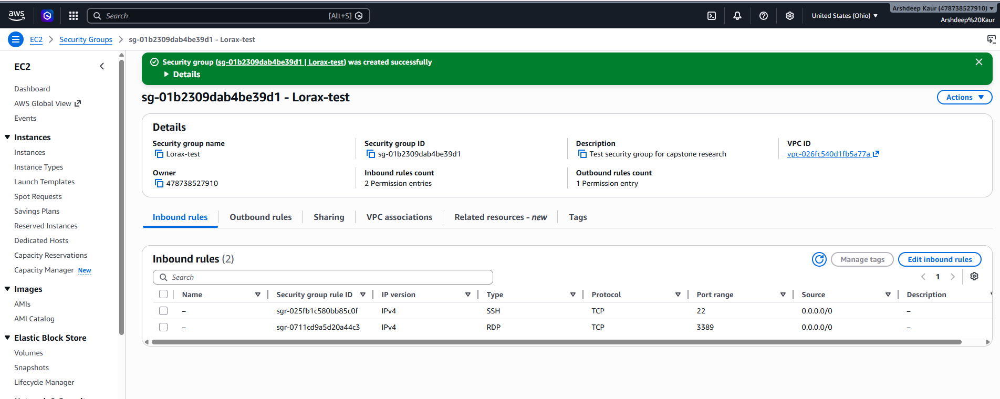 aws
Search [Alt+S]
United States (Ohio)
Arshdeep Kaur (478738527910)
Arshdeep%20Kaur
EC2 Security Groups sg-01b2309dab4be39d1 - Lorax-test
EC2
Dashboard
AWS Global View
Events
Instances
Instances
Instance Types
Launch Templates
Spot Requests
Savings Plans
Reserved Instances
Dedicated Hosts
Capacity Reservations
Capacity Manager New
Images
AMIs
AMI Catalog
Elastic Block Store
Volumes
Snapshots
Lifecycle Manager
Security group (sg-01b2309dab4be39d1 | Lorax-test) was created successfully
Details
sg-01b2309dab4be39d1 - Lorax-test
Actions
Details
Security group name
Lorax-test
Security group ID
sg-01b2309dab4be39d1
Description
Test security group for capstone research
VPC ID
vpc-026fc540d1fb5a77a
Owner
478738527910
Inbound rules count
2 Permission entries
Outbound rules count
1 Permission entry
Inbound rules Outbound rules Sharing VPC associations Related resources - new Tags
Inbound rules (2)
Manage tags Edit inbound rules
Search
1
Name Security group rule ID IP version Type Protocol Port range Source Description
– sgr-025fb1c580bb85c0f IPv4 SSH TCP 22 0.0.0.0/0 –
– sgr-0711cd9a5d20a44c3 IPv4 RDP TCP 3389 0.0.0.0/0 –